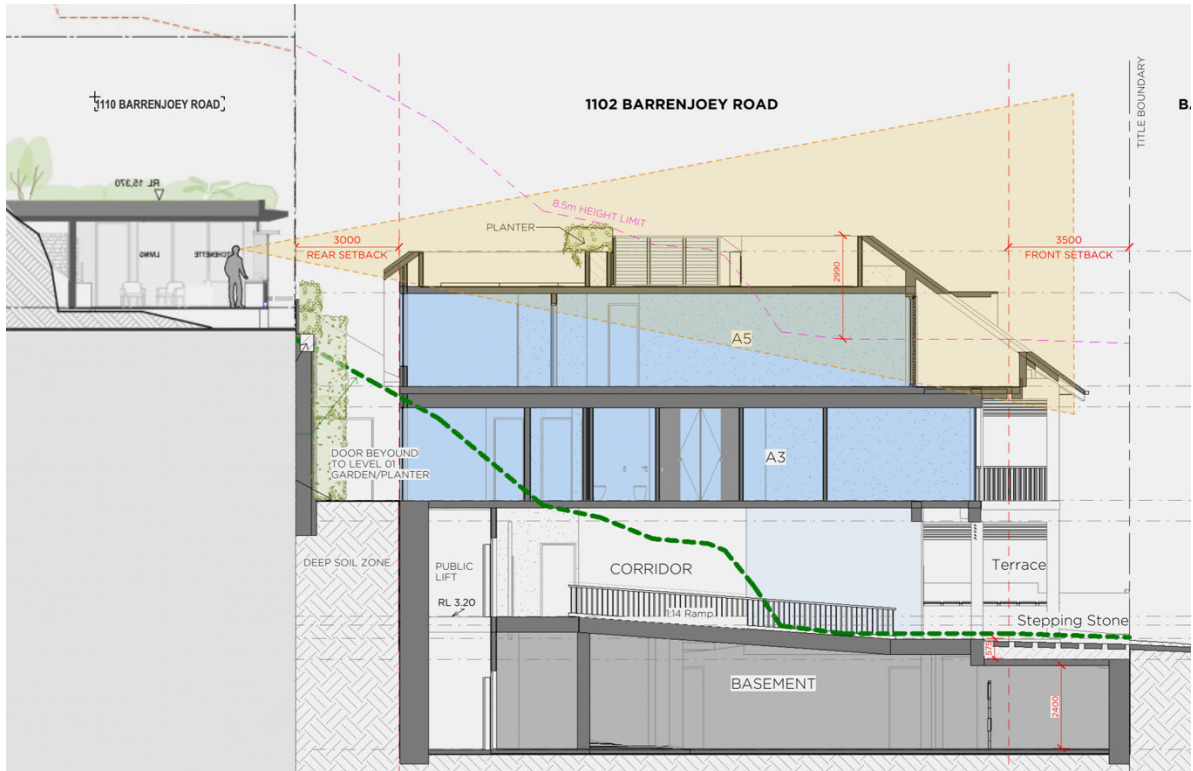 1110 BARRENJOEY ROAD
1102 BARRENJOEY ROAD
TITLE BOUNDARY
RL 15,370
8.5m HEIGHT LIMIT
PLANTER
3000
REAR SETBACK
3500
FRONT SETBACK
LIVING
2990
A5
DOOR BEYOUND
TO LEVEL 01
GARDEN/PLANTER
A3
DEEP SOIL ZONE
PUBLIC
LIFT
CORRIDOR
Terrace
RL 3.20
1:14 Ramp
Stepping Stone
575
BASEMENT
2400